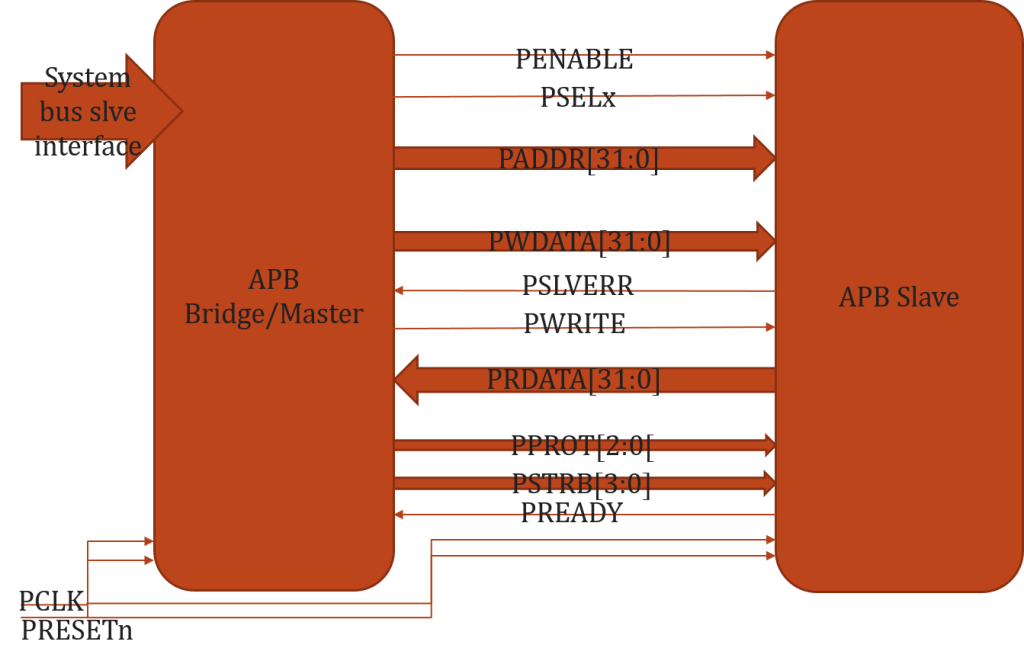 System
bus slve
interface
APB
Bridge/Master
PENABLE
PSELx
PADDR[31:0]
PWDATA[31:0]
PSLVERR
PWRITE
PRDATA[31:0]
PPROT[2:0[
PSTRB[3:0]
PREADY
APB Slave
PCLK
PRESETn